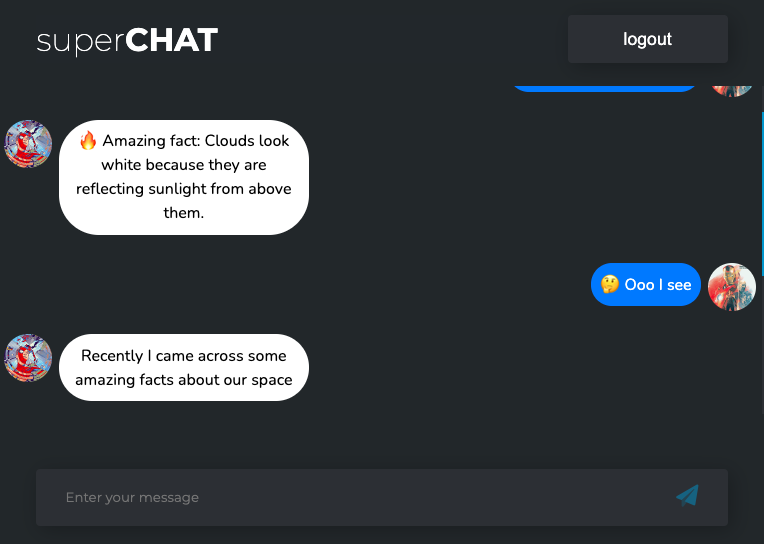 superCHAT
logout
🔥 Amazing fact: Clouds look
white because they are
reflecting sunlight from above
them.
🤔 Ooo I see
Recently I came across some
amazing facts about our space
Enter your message